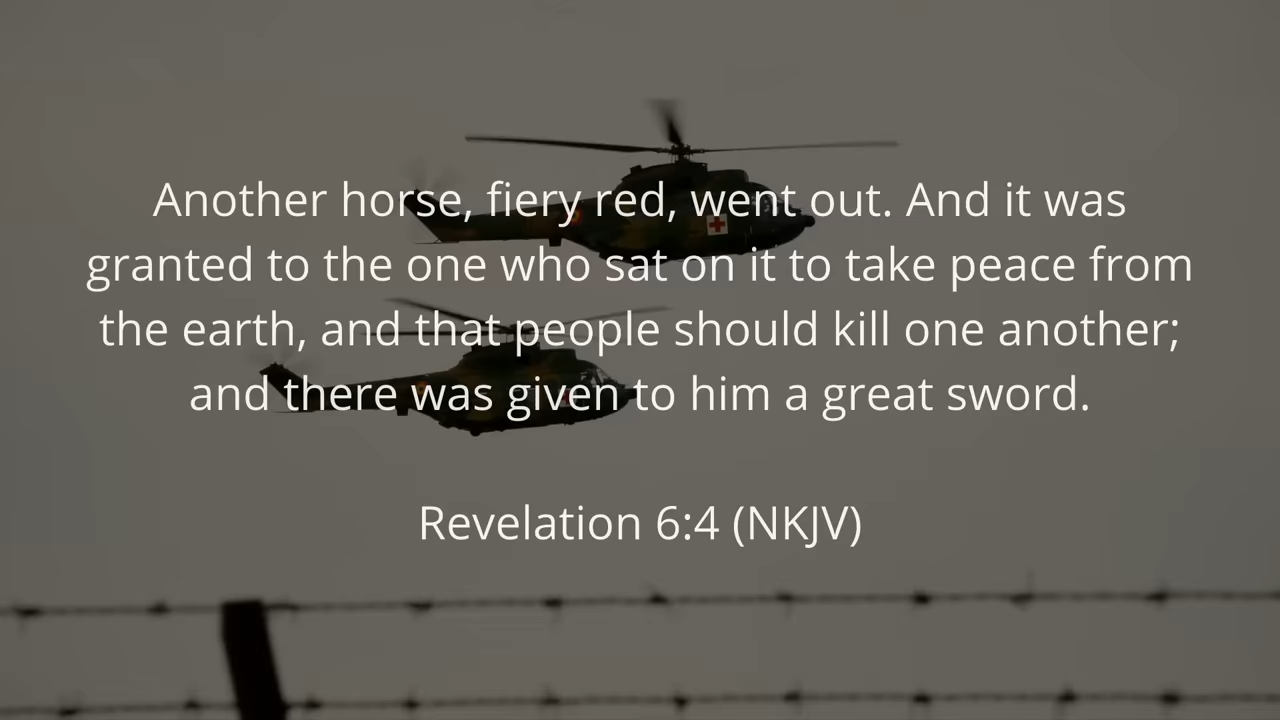 Another horse, fiery red, went out. And it was
granted to the one who sat on it to take peace from
the earth, and that people should kill one another;
and there was given to him a great sword.
Revelation 6:4 (NKJV)